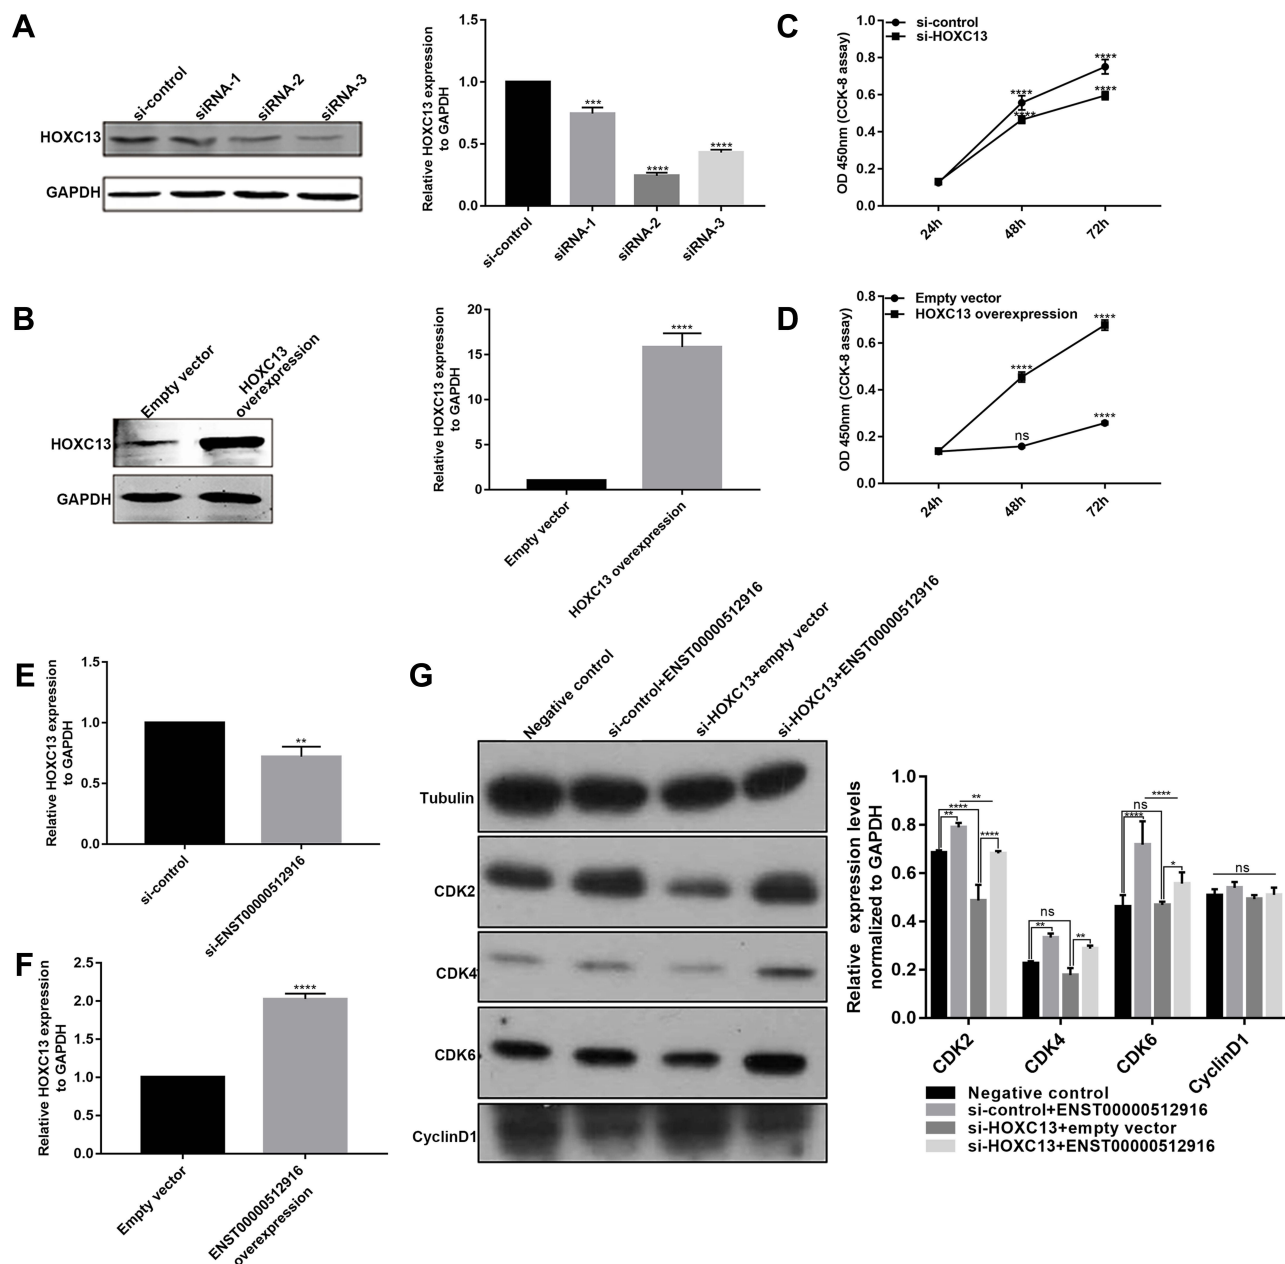 A
si-control
siRNA-1
siRNA-2
siRNA-3
HOXC13
GAPDH
Relative HOXC13 expression
to GAPDH
1.5
1.0
0.5
0.0
***
****
****
si-control
siRNA-1
siRNA-2
siRNA-3
C
si-control
si-HOXC13
OD 450nm (CCK-8 assay)
1.0
0.8
0.6
0.4
0.2
0.0
****
****
****
****
24h
48h
72h
B
Empty vector
HOXC13
overexpression
HOXC13
GAPDH
Relative HOXC13 expression
to GAPDH
20
15
10
5
0
****
Empty vector
HOXC13 overexpression
D
Empty vector
HOXC13 overexpression
OD 450nm (CCK-8 assay)
0.8
0.6
0.4
0.2
0.0
****
****
ns
****
24h
48h
72h
E
Relative HOXC13 expression
to GAPDH
1.5
1.0
0.5
0.0
**
si-control
si-ENST00000512916
F
Relative HOXC13 expression
to GAPDH
2.5
2.0
1.5
1.0
0.5
0.0
****
Empty vector
ENST00000512916
overexpression
G
Negative control
si-control+ENST00000512916
si-HOXC13+empty vector
si-HOXC13+ENST00000512916
Tubulin
CDK2
CDK4
CDK6
CyclinD1
Relative expression levels
normalized to GAPDH
1.0
0.8
0.6
0.4
0.2
0.0
**
****
**
****
ns
**
**
****
ns
****
*
ns
CDK2
CDK4
CDK6
CyclinD1
Negative control
si-control+ENST00000512916
si-HOXC13+empty vector
si-HOXC13+ENST00000512916